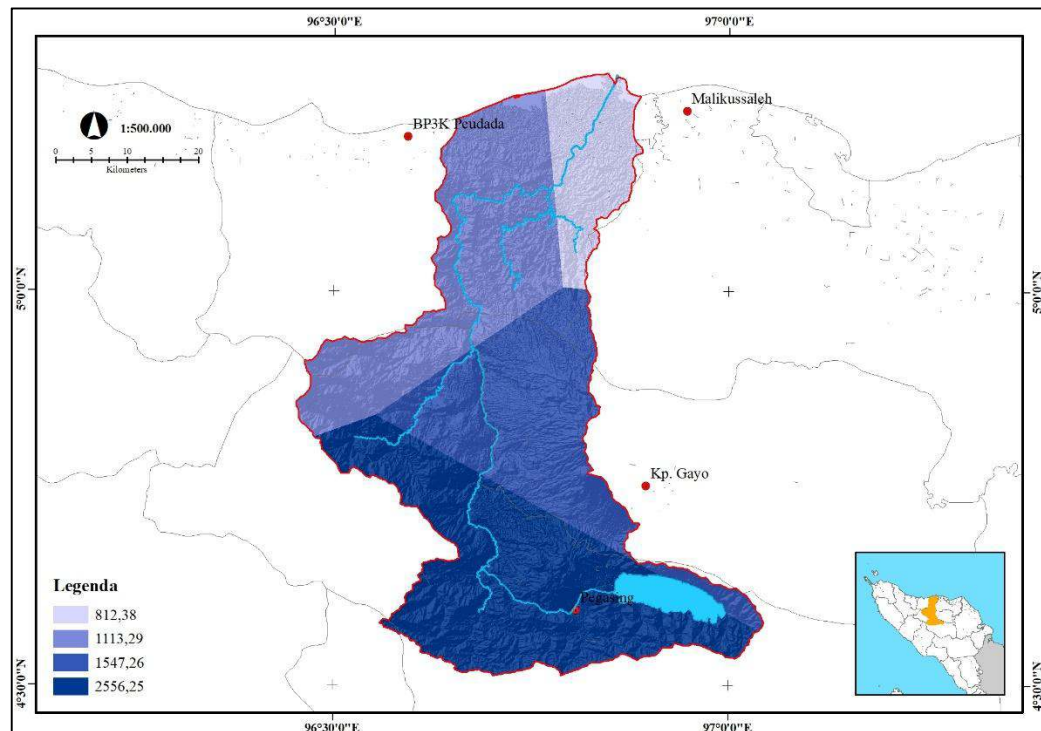 96°30'0"E
97°0'0"E
Malikussaleh
BP3K Peudada
1:500.000
0 5 10 20
Kilometers
5°0'0"N
5°0'0"N
Kp. Gayo
Pegasing
Legenda
812,38
1113,29
1547,26
2556,25
4°30'0"N
4°30'0"N
96°30'0"E
97°0'0"E